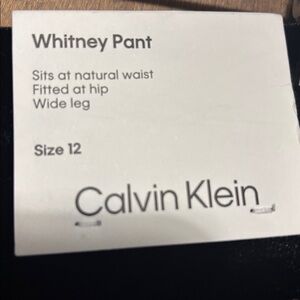 Whitney Pant
Sits at natural waist
Fitted at hip
Wide leg
Size 12
Calvin Klein